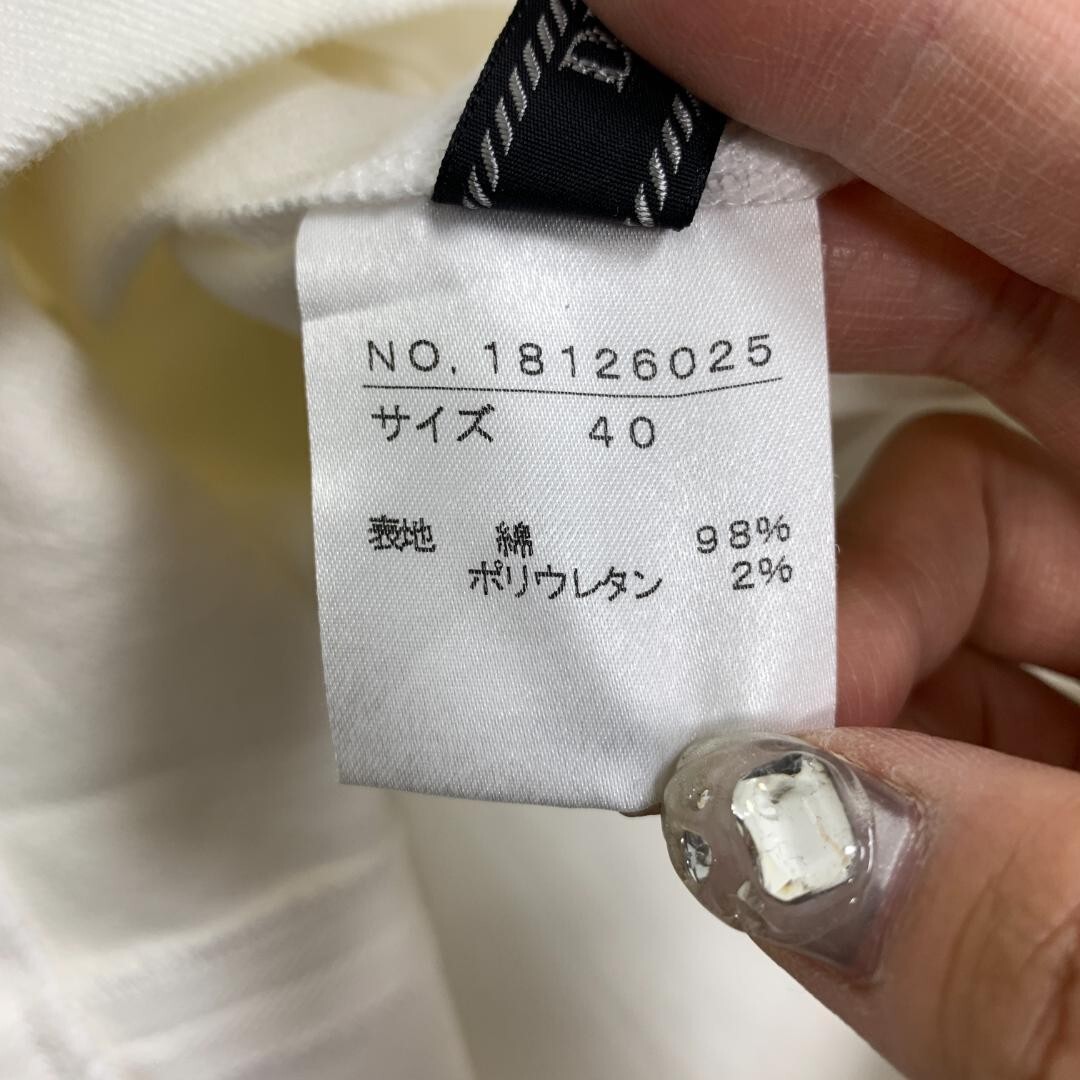 D
NO. 18126025
サイズ 40
表地 綿 98%
ポリウレタン 2%